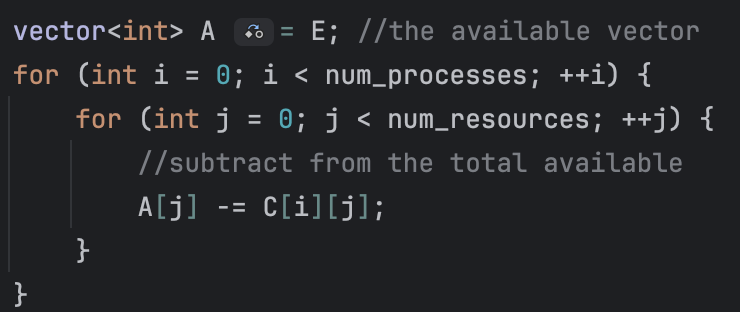 vector<int> A = E; //the available vector
for (int i = 0; i < num_processes; ++i) {
    for (int j = 0; j < num_resources; ++j) {
        //subtract from the total available
        A[j] -= C[i][j];
    }
}